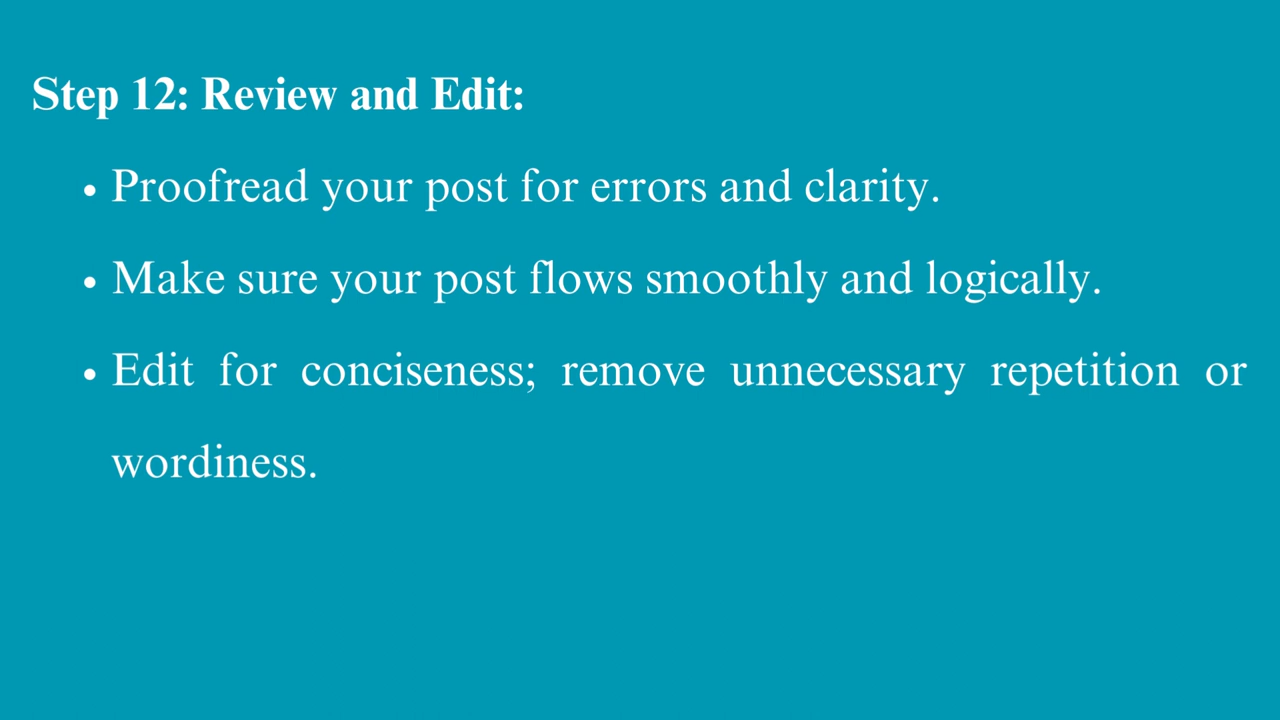 Step 12: Review and Edit:
• Proofread your post for errors and clarity.
• Make sure your post flows smoothly and logically.
• Edit for conciseness; remove unnecessary repetition or
wordiness.